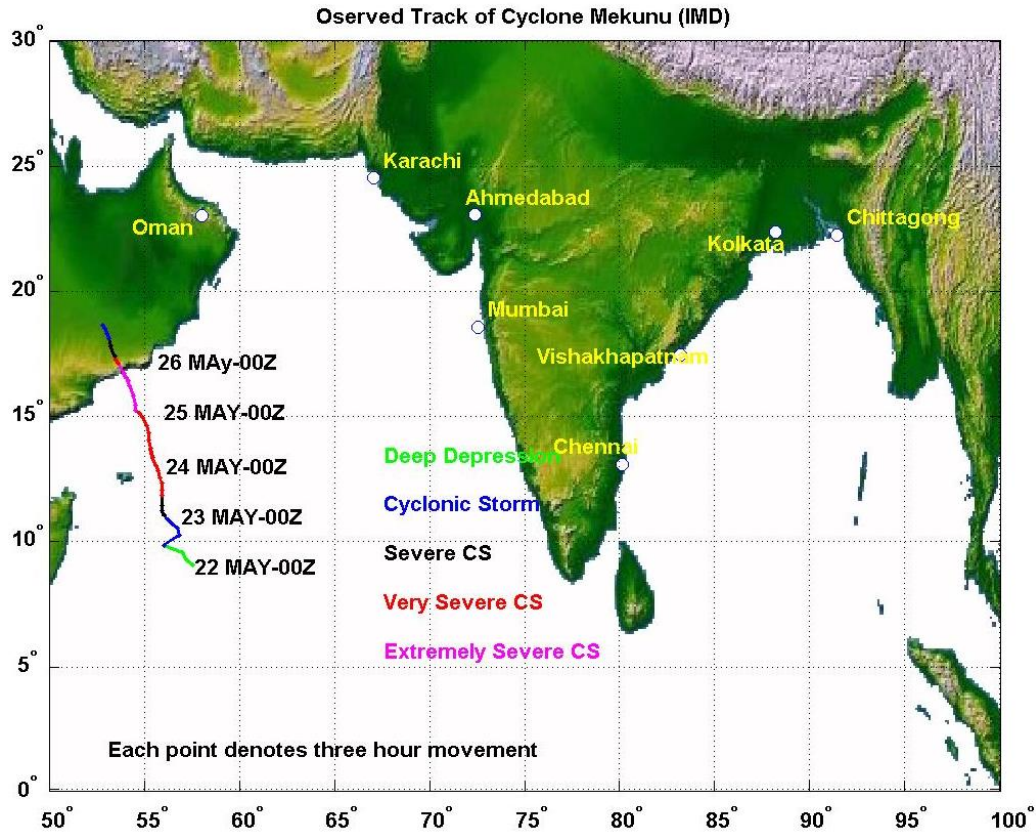 Oserved Track of Cyclone Mekunu (IMD)
30°
25°
20°
15°
10°
5°
0°
Karachi
Ahmedabad
Oman
Kolkata
Chittagong
Mumbai
Vishakhapatnam
Chennai
26 MAy-00Z
25 MAY-00Z
24 MAY-00Z
23 MAY-00Z
22 MAY-00Z
Deep Depression
Cyclonic Storm
Severe CS
Very Severe CS
Extremely Severe CS
Each point denotes three hour movement
50° 55° 60° 65° 70° 75° 80° 85° 90° 95° 100°